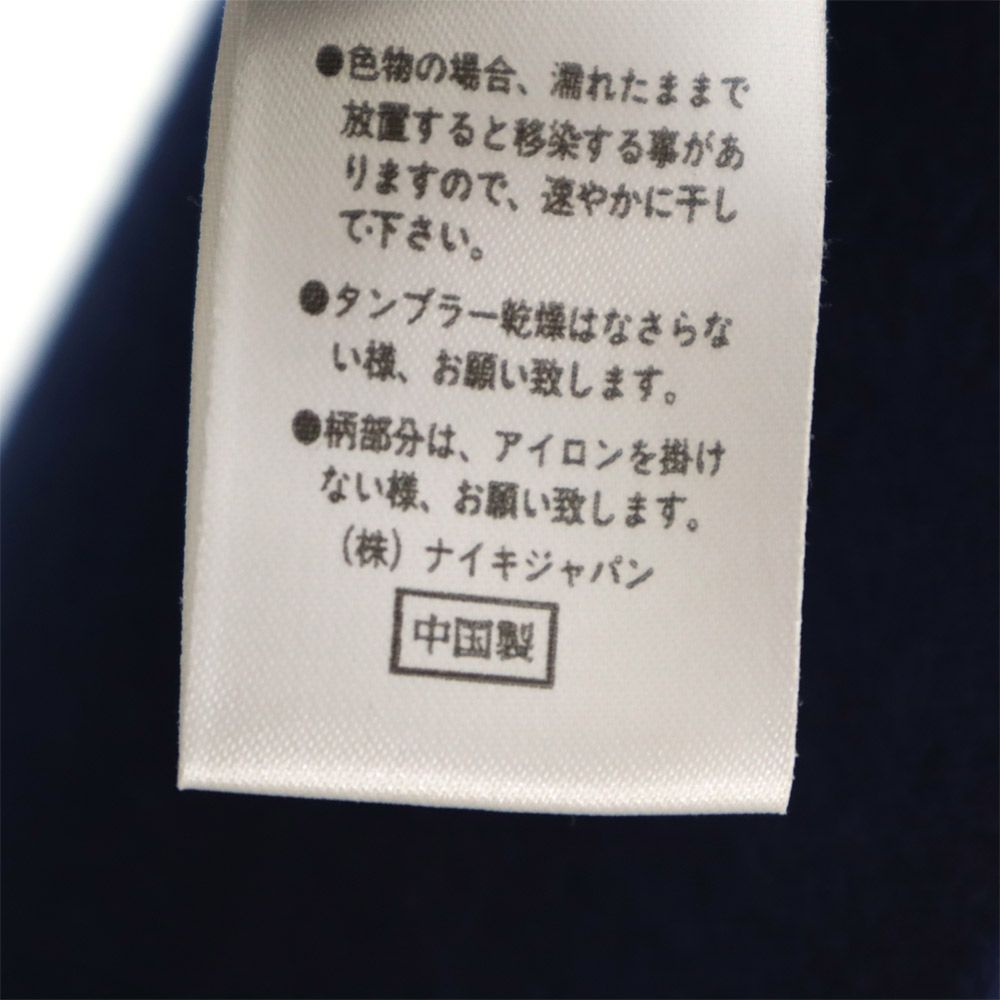 ●色物の場合、濡れたままで
放置すると移染する事があ
りますので、速やかに干し
て下さい。
●タンブラー乾燥はなさらな
い様、お願い致します。
●柄部分は、アイロンを掛け
ない様、お願い致します。
(株)ナイキジャパン
中国製